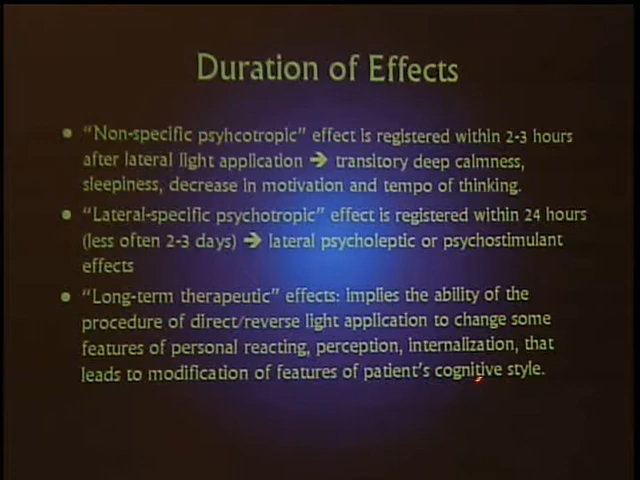 Duration of Effects
• "Non-specific psyhcotropic" effect is registered within 2-3 hours
after lateral light application ➔ transitory deep calmness,
sleepiness, decrease in motivation and tempo of thinking.
• "Lateral-specific psychotropic" effect is registered within 24 hours
(less often 2-3 days) ➔ lateral psycholeptic or psychostimulant
effects
• "Long-term therapeutic" effects: implies the ability of the
procedure of direct/reverse light application to change some
features of personal reacting, perception, internalization, that
leads to modification of features of patient's cognitive style.